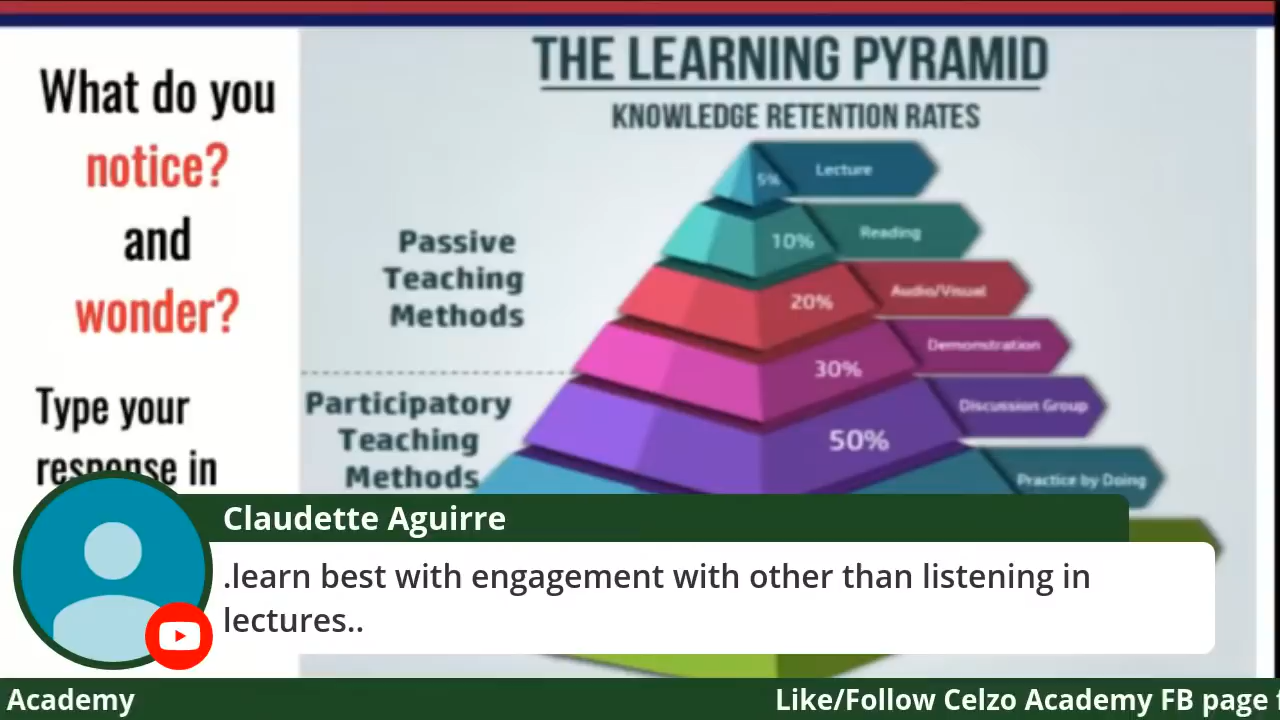 THE LEARNING PYRAMID
KNOWLEDGE RETENTION RATES
What do you
notice?
and
wonder?
Type your
response in
Passive
Teaching
Methods
Participatory
Teaching
Methods
5%
Lecture
10%
Reading
20%
Audio/Visual
30%
Demonstration
50%
Discussion Group
Practice by Doing
Claudette Aguirre
.learn best with engagement with other than listening in
lectures..
Academy
Like/Follow Celzo Academy FB page